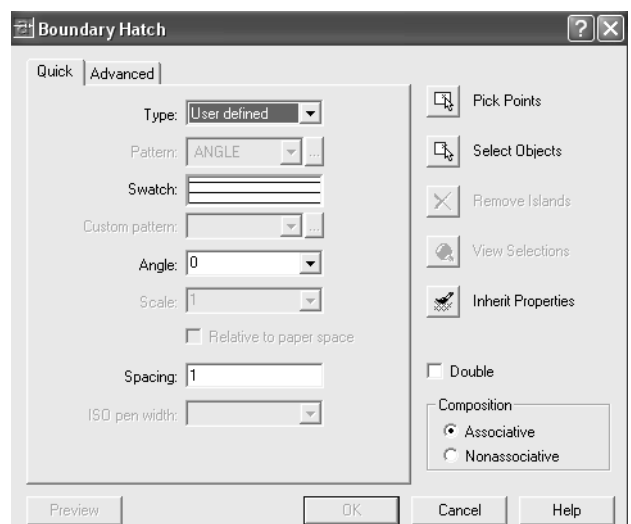 Boundary Hatch
Quick Advanced
Type: User defined
Pattern: ANGLE ...
Swatch:
Custom pattern: ...
Angle: 0
Scale: 1
Relative to paper space
Spacing: 1
ISO pen width:
Pick Points
Select Objects
Remove Islands
View Selections
Inherit Properties
Double
Composition
Associative
Nonassociative
Preview OK Cancel Help